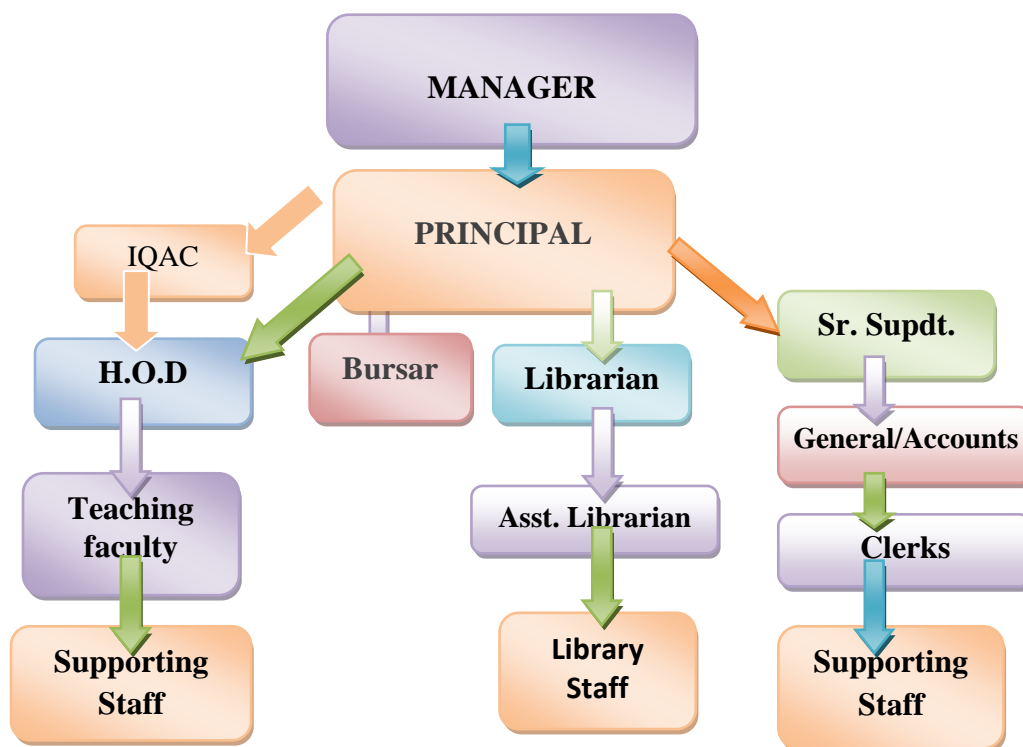 MANAGER
PRINCIPAL
IQAC
Sr. Supdt.
H.O.D
Bursar
Librarian
General/Accounts
Teaching
faculty
Asst. Librarian
Clerks
Supporting
Staff
Library
Staff
Supporting
Staff